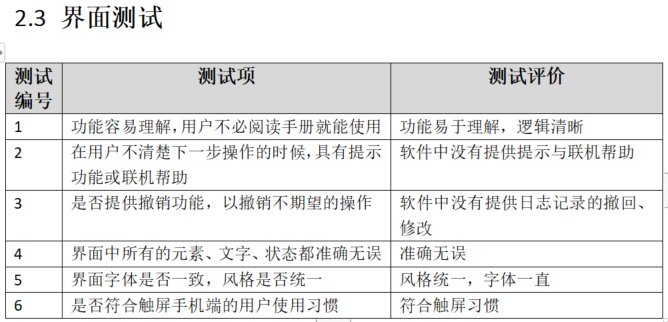 2.3 界面测试
测试 测试项 测试评价
编号
1 功能容易理解,用户不必阅读手册就能使用 功能易于理解，逻辑清晰
2 在用户不清楚下一步操作的时候,具有提示 软件中没有提供提示与联机帮助
功能或联机帮助
3 是否提供撤销功能，以撤销不期望的操作 软件中没有提供日志记录的撤回、
修改
4 界面中所有的元素、文字、状态都准确无误 准确无误
5 界面字体是否一致，风格是否统一 风格统一，字体一直
6 是否符合触屏手机端的用户使用习惯 符合触屏习惯